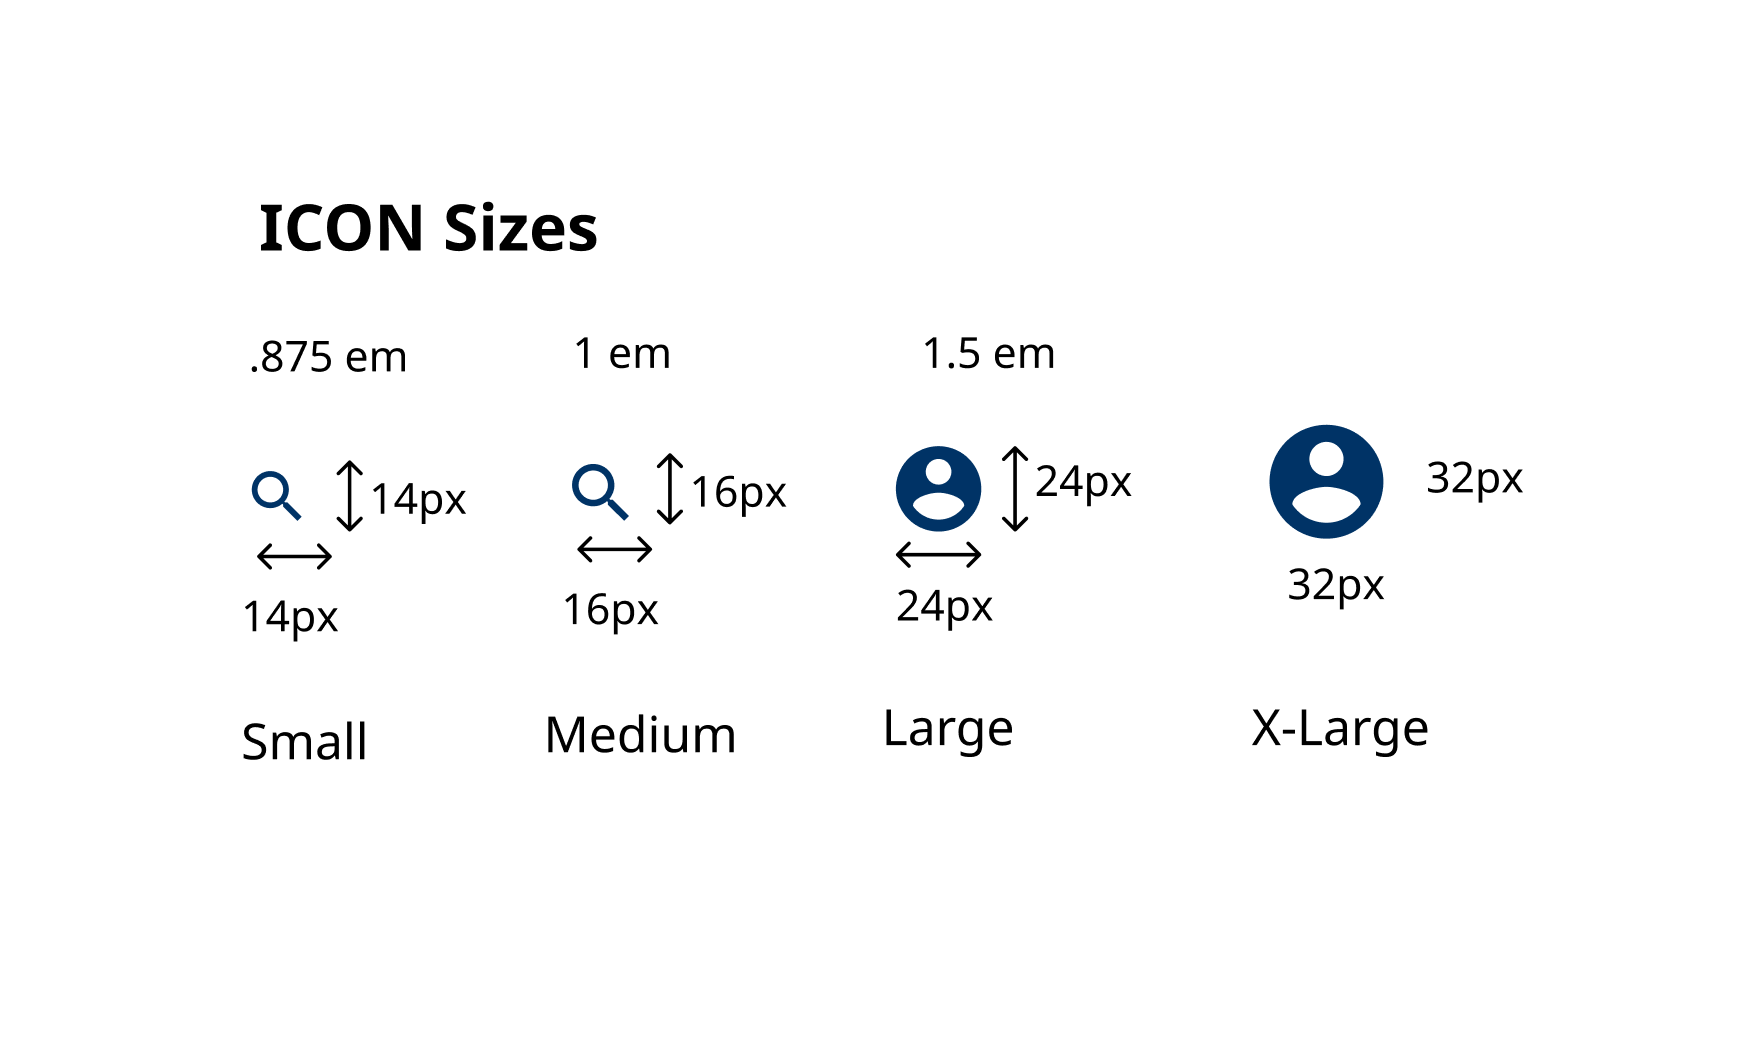 ICON Sizes
.875 em
1 em
1.5 em
14px
16px
24px
32px
14px
16px
24px
32px
Small
Medium
Large
X-Large